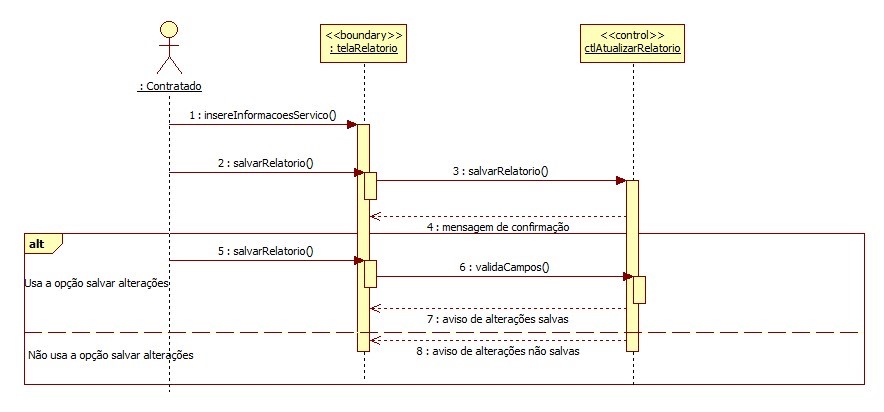 <<boundary>>
: telaRelatorio
<<control>>
ctlAtualizarRelatorio
: Contratado
1 : insereInformacoesServico()
2 : salvarRelatorio()
3 : salvarRelatorio()
4 : mensagem de confirmação
alt
5 : salvarRelatorio()
6 : validaCampos()
Usa a opção salvar alterações
7 : aviso de alterações salvas
Não usa a opção salvar alterações
8 : aviso de alterações não salvas